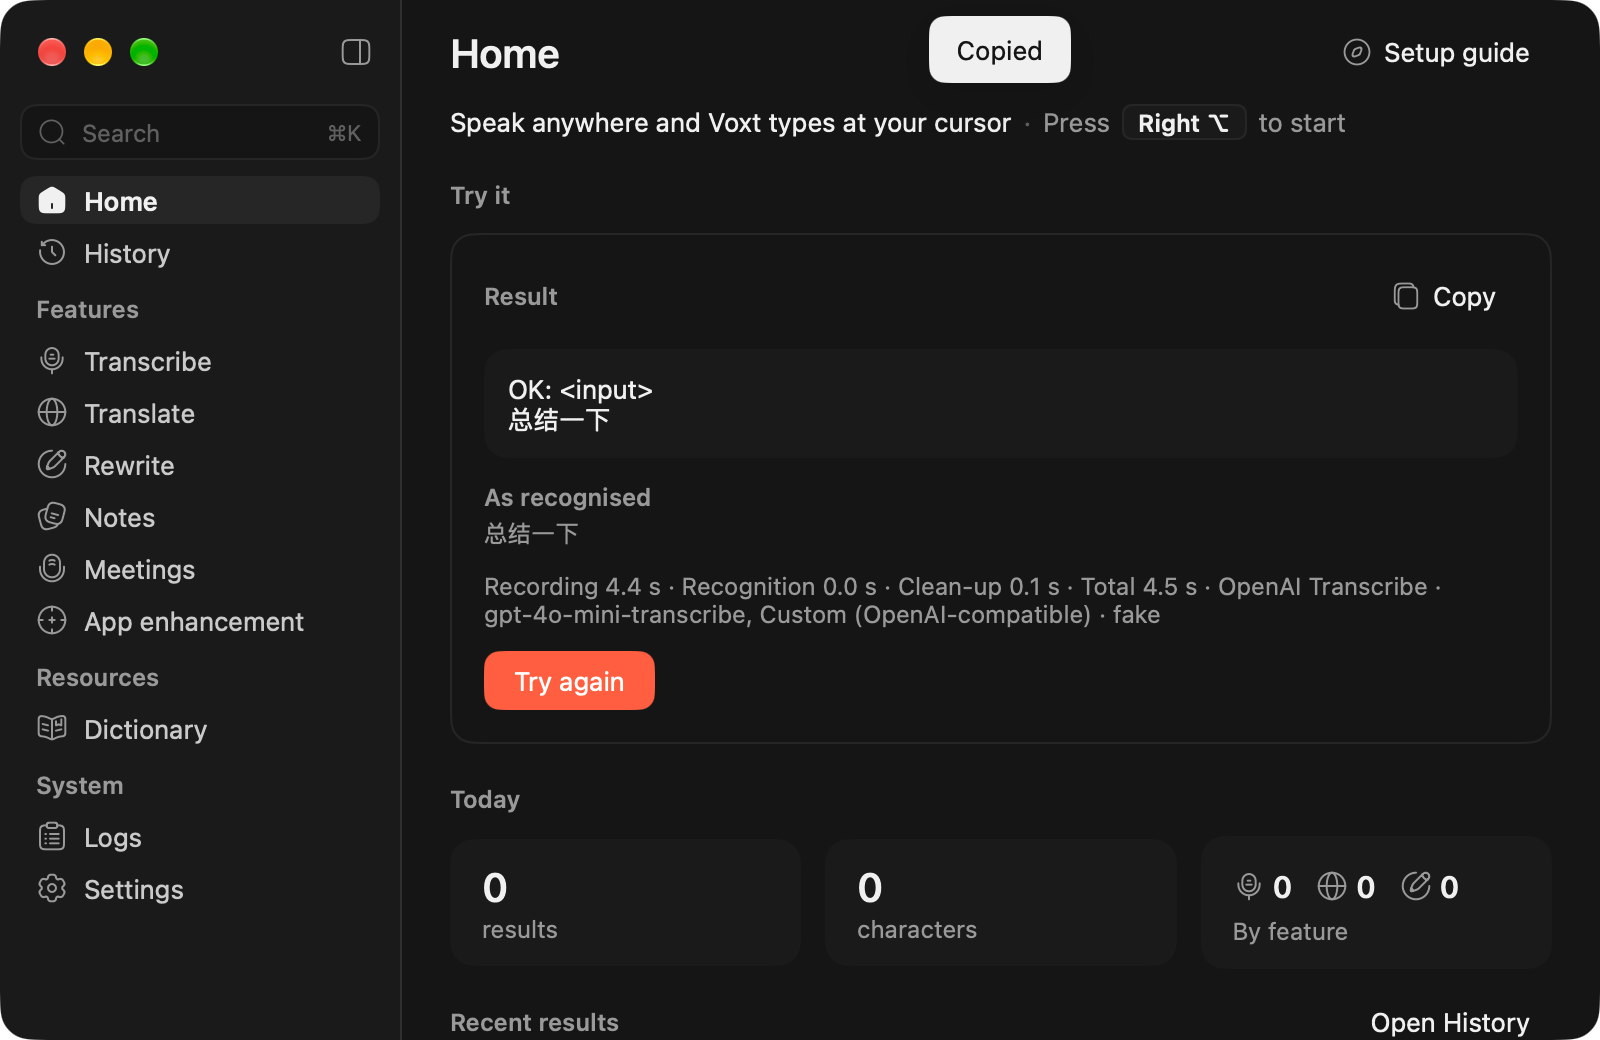 Search ⌘K
Home
History
Features
Transcribe
Translate
Rewrite
Notes
Meetings
App enhancement
Resources
Dictionary
System
Logs
Settings
Home
Copied
Setup guide
Speak anywhere and Voxt types at your cursor · Press Right ⌥ to start
Try it
Result
Copy
OK: <input>
总结一下
As recognised
总结一下
Recording 4.4 s · Recognition 0.0 s · Clean-up 0.1 s · Total 4.5 s · OpenAI Transcribe ·
gpt-4o-mini-transcribe, Custom (OpenAI-compatible) · fake
Try again
Today
0
results
0
characters
0 0 0
By feature
Recent results
Open History